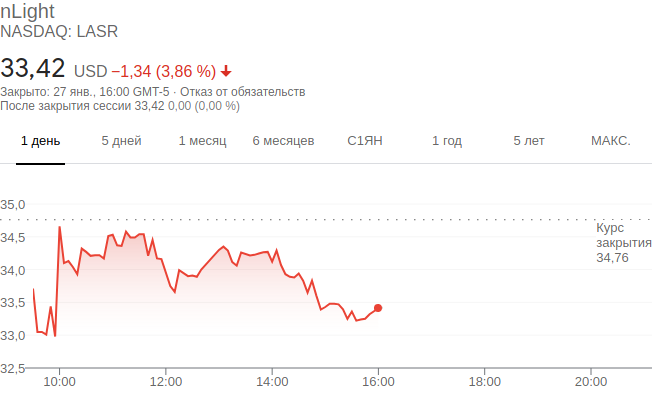 nLight
NASDAQ: LASR
33,42 USD −1,34 (3,86 %)
Закрыто: 27 янв., 16:00 GMT-5 · Отказ от обязательств
После закрытия сессии 33,42 0,00 (0,00 %)
1 день 5 дней 1 месяц 6 месяцев С1ЯН 1 год 5 лет МАКС.
35,0
34,5
34,0
33,5
33,0
32,5
Курс
закрытия
34,76
10:00 12:00 14:00 16:00 18:00 20:00